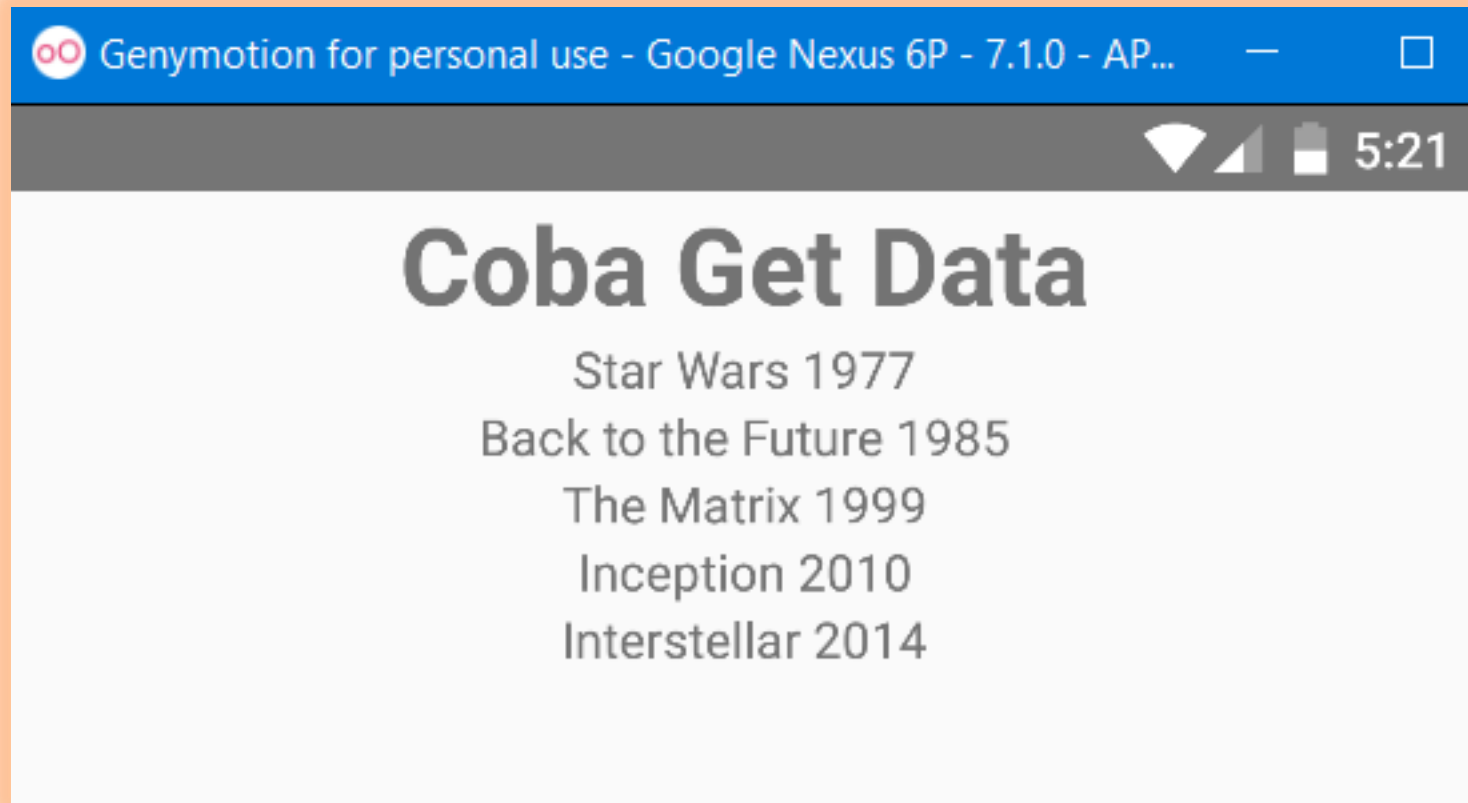 Genymotion for personal use - Google Nexus 6P - 7.1.0 - AP...
5:21
Coba Get Data
Star Wars 1977
Back to the Future 1985
The Matrix 1999
Inception 2010
Interstellar 2014